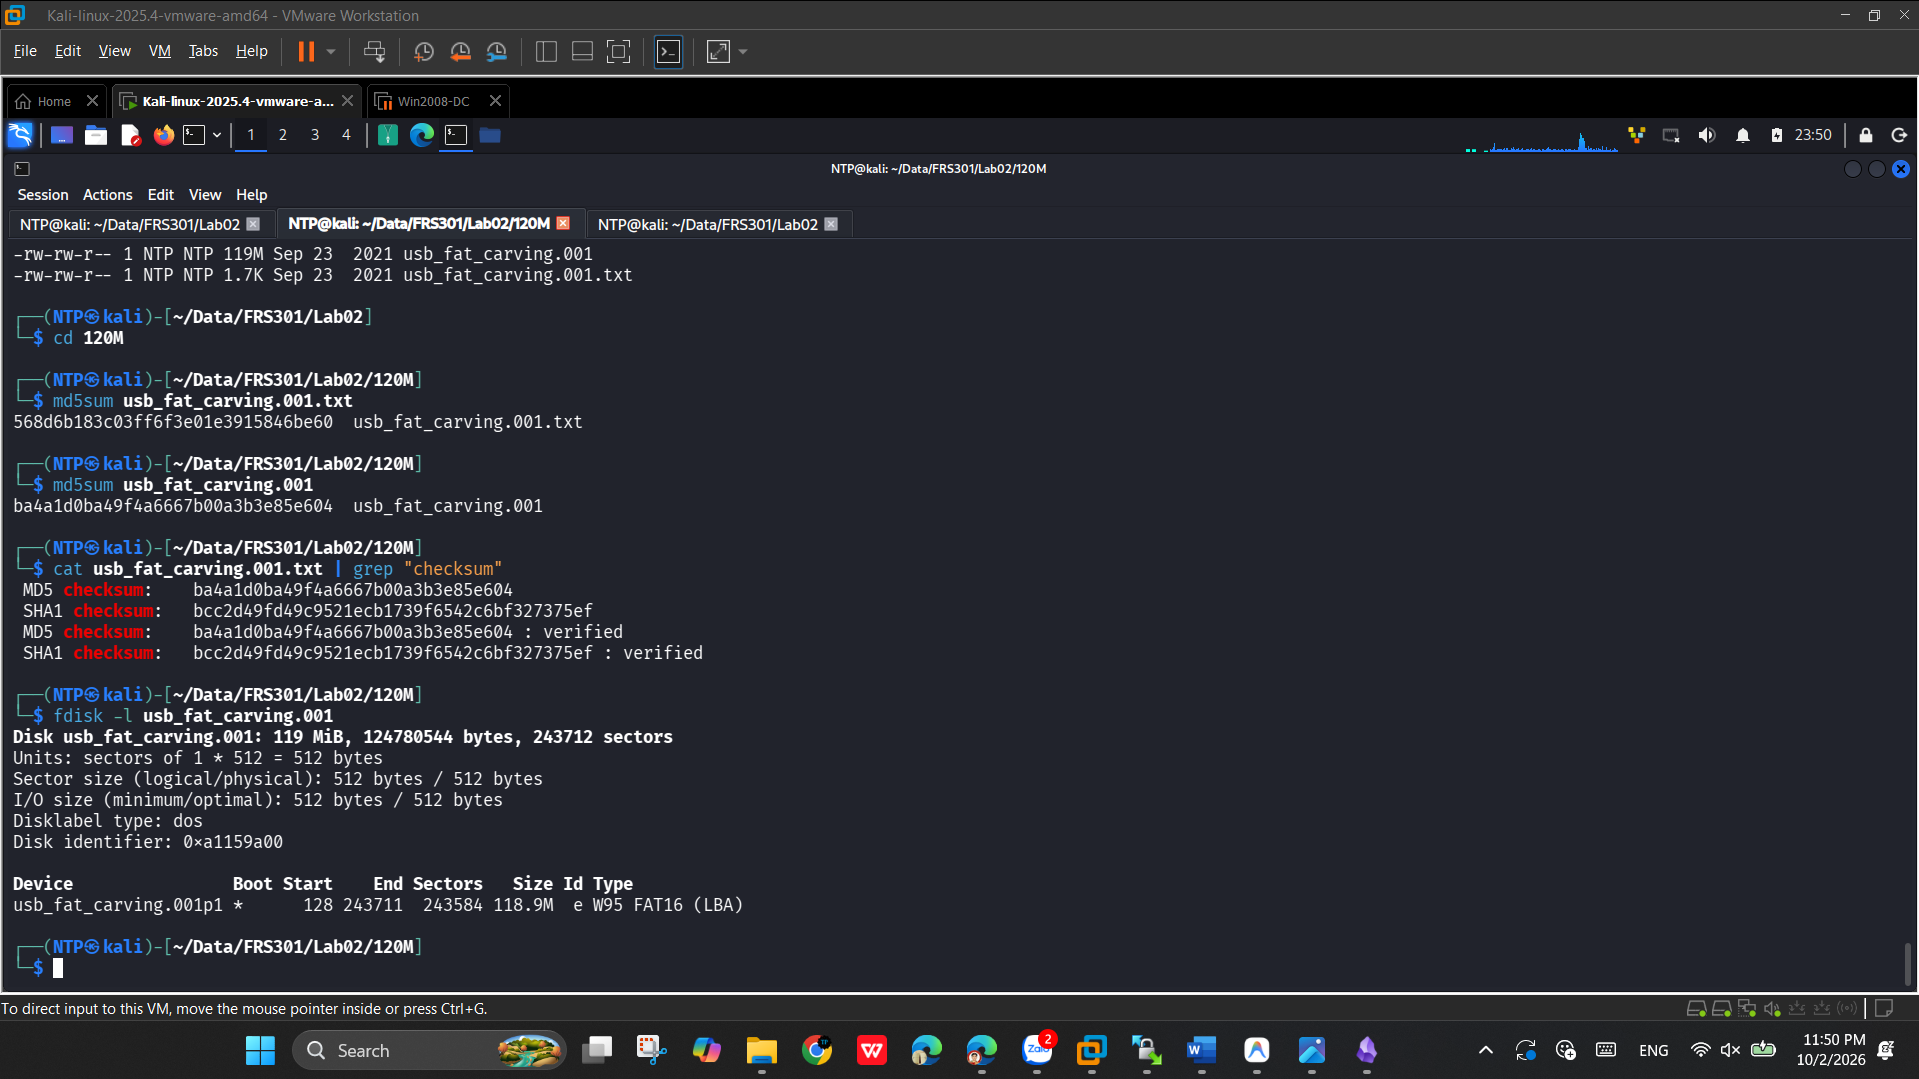 Kali-linux-2025.4-vmware-amd64 - VMware Workstation
File Edit View VM Tabs Help
Home
Kali-linux-2025.4-vmware-a...
Win2008-DC
1 2 3 4
23:50
NTP@kali: ~/Data/FRS301/Lab02/120M
Session Actions Edit View Help
NTP@kali: ~/Data/FRS301/Lab02
NTP@kali: ~/Data/FRS301/Lab02/120M
NTP@kali: ~/Data/FRS301/Lab02
-rw-rw-r-- 1 NTP NTP 119M Sep 23  2021 usb_fat_carving.001
-rw-rw-r-- 1 NTP NTP 1.7K Sep 23  2021 usb_fat_carving.001.txt
┌──(NTP㉿kali)-[~/Data/FRS301/Lab02]
└─$ cd 120M
┌──(NTP㉿kali)-[~/Data/FRS301/Lab02/120M]
└─$ md5sum usb_fat_carving.001.txt
568d6b183c03ff6f3e01e3915846be60  usb_fat_carving.001.txt
┌──(NTP㉿kali)-[~/Data/FRS301/Lab02/120M]
└─$ md5sum usb_fat_carving.001
ba4a1d0ba49f4a6667b00a3b3e85e604  usb_fat_carving.001
┌──(NTP㉿kali)-[~/Data/FRS301/Lab02/120M]
└─$ cat usb_fat_carving.001.txt | grep "checksum"
MD5 checksum:    ba4a1d0ba49f4a6667b00a3b3e85e604
SHA1 checksum:   bcc2d49fd49c9521ecb1739f6542c6bf327375ef
MD5 checksum:    ba4a1d0ba49f4a6667b00a3b3e85e604 : verified
SHA1 checksum:   bcc2d49fd49c9521ecb1739f6542c6bf327375ef : verified
┌──(NTP㉿kali)-[~/Data/FRS301/Lab02/120M]
└─$ fdisk -l usb_fat_carving.001
Disk usb_fat_carving.001: 119 MiB, 124780544 bytes, 243712 sectors
Units: sectors of 1 * 512 = 512 bytes
Sector size (logical/physical): 512 bytes / 512 bytes
I/O size (minimum/optimal): 512 bytes / 512 bytes
Disklabel type: dos
Disk identifier: 0xa1159a00
Device                Boot Start    End Sectors   Size Id Type
usb_fat_carving.001p1 *      128 243711  243584 118.9M  e W95 FAT16 (LBA)
┌──(NTP㉿kali)-[~/Data/FRS301/Lab02/120M]
└─$
To direct input to this VM, move the mouse pointer inside or press Ctrl+G.
Search
Zalo
2
ENG
11:50 PM
10/2/2026